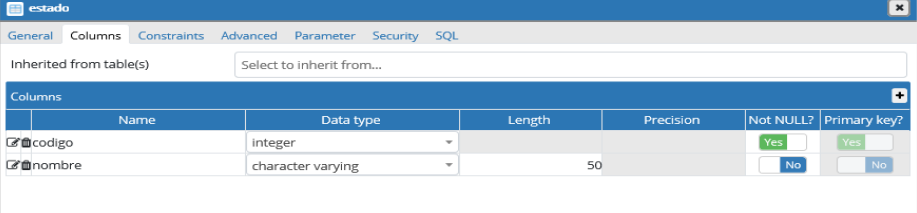 estado
General Columns Constraints Advanced Parameter Security SQL
Inherited from table(s) Select to inherit from...
Columns
Name Data type Length Precision Not NULL? Primary key?
codigo integer Yes Yes
nombre character varying 50 No No